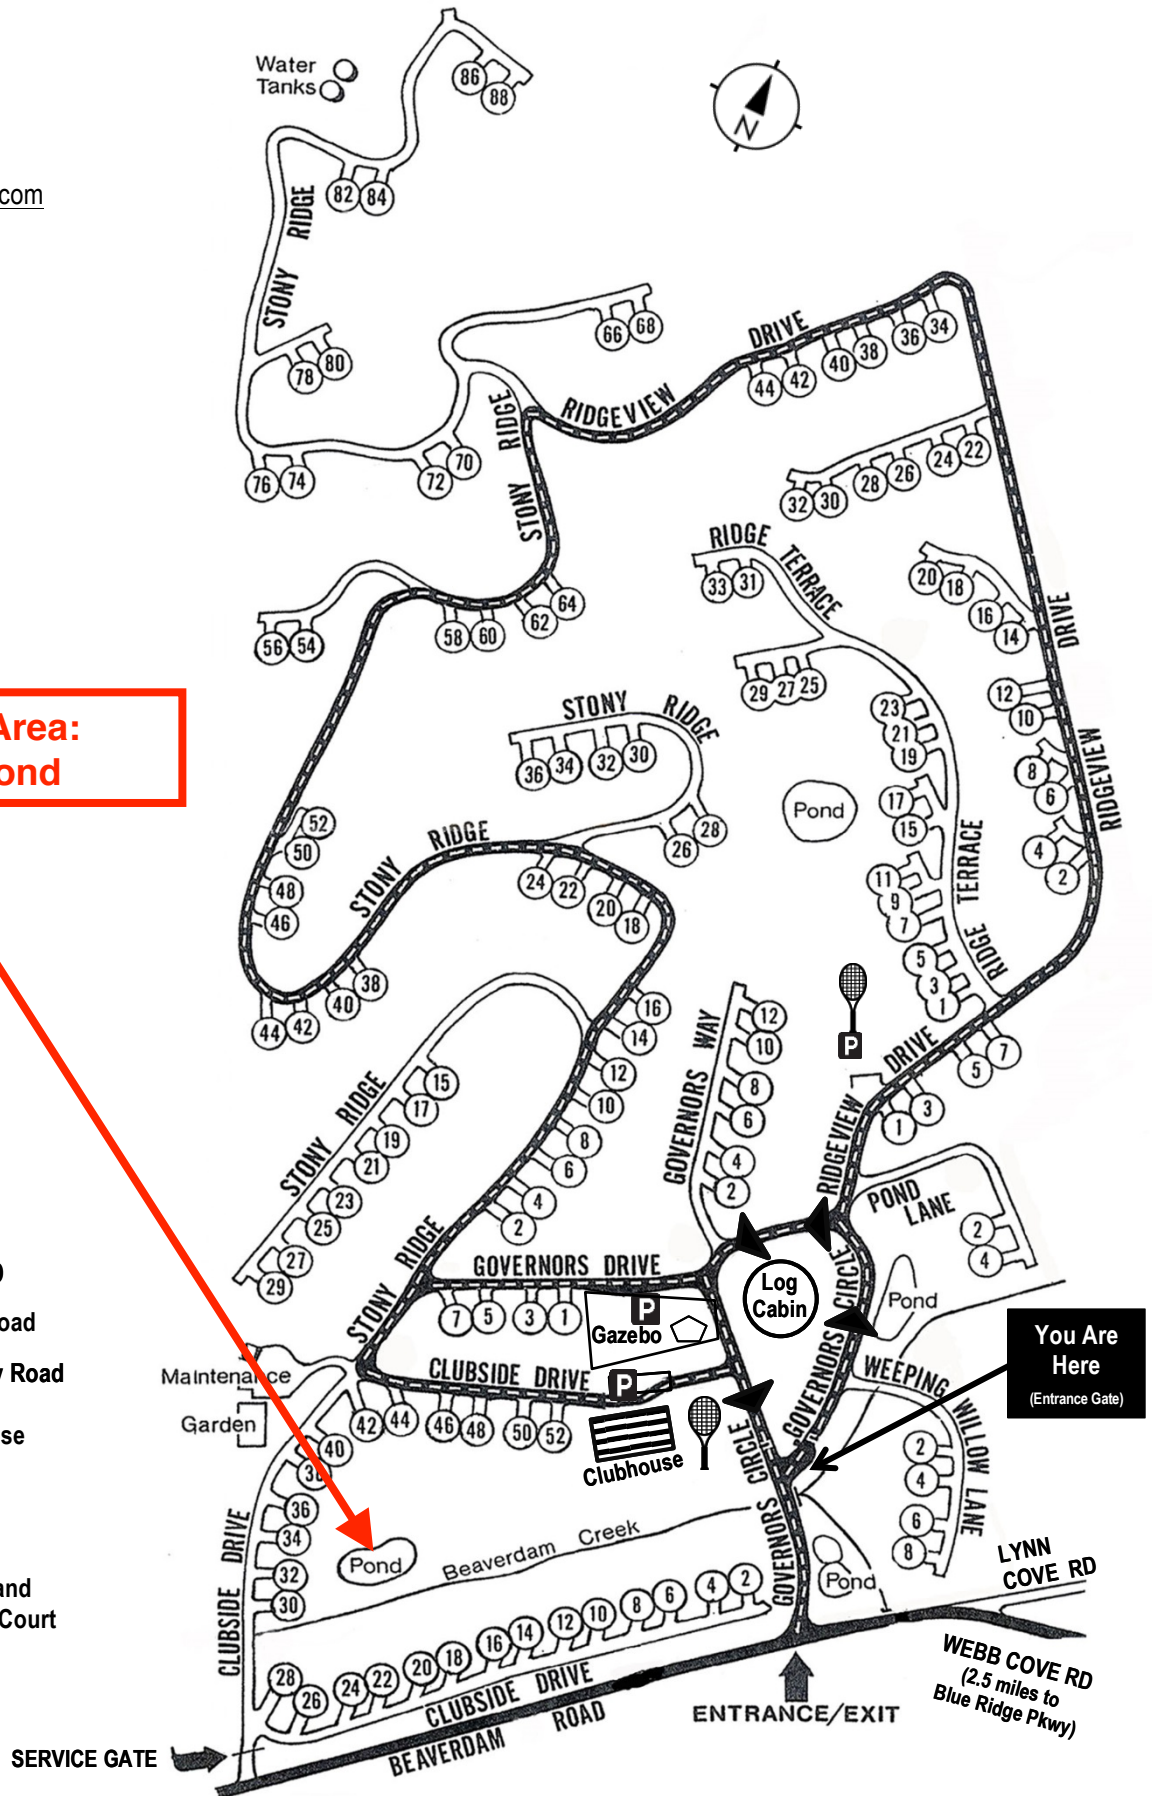 Water
Tanks
86
88
N
com
82
84
STONY RIDGE
66
68
DRIVE
34
36
38
40
42
44
78
80
RIDGEVIEW
STONY RIDGE
70
72
74
76
22
24
26
28
30
32
RIDGE TERRACE
33
31
20
18
16
14
DRIVE
64
62
60
58
56
54
29
27
25
12
10
Area:
ond
STONY RIDGE
36
34
32
30
23
21
19
RIDGEVIEW
8
6
Pond
17
15
28
26
52
50
STONY RIDGE
4
2
24
22
20
18
11
9
7
TERRACE
48
46
RIDGE
5
3
1
38
40
42
44
16
14
12
10
GOVERNORS WAY
12
10
8
6
4
2
P
DRIVE
7
5
3
1
RIDGEVIEW
STONY RIDGE
15
17
19
21
23
25
27
29
8
6
4
2
POND
LANE
2
4
STONY RIDGE
GOVERNORS DRIVE
7
5
3
1
P
Gazebo
Log
Cabin
GOVERNORS CIRCLE
Pond
oad
You Are
Here
(Entrance Gate)
Road
Maintenance
Garden
CLUBSIDE DRIVE
P
WEEPING WILLOW LANE
42
44
46
48
50
52
Clubhouse
se
40
36
34
32
30
GOVERNORS CIRCLE
2
4
6
8
CLUBSIDE DRIVE
Pond
Beaverdam Creek
Pond
LYNN
COVE RD
and
Court
28
26
24
22
20
18
16
14
12
10
8
6
4
2
CLUBSIDE DRIVE
BEAVERDAM ROAD
ENTRANCE/EXIT
WEBB COVE RD
(2.5 miles to
Blue Ridge Pkwy)
SERVICE GATE